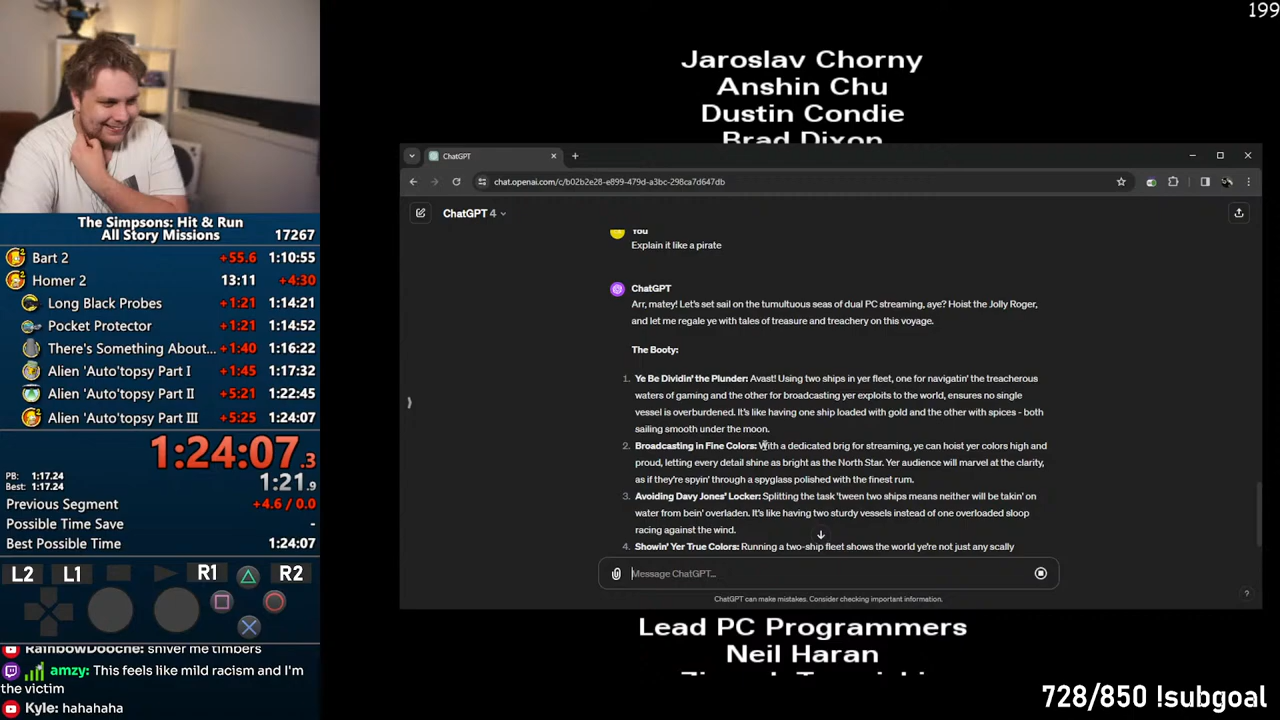 199
Jaroslav Chorny
Anshin Chu
Dustin Condie
Brad Dixon
The Simpsons: Hit & Run
All Story Missions 17267
Bart 2 +55.6 1:10:55
Homer 2 13:11 +4:30
Long Black Probes +1:21 1:14:21
Pocket Protector +1:21 1:14:52
There's Something About... +1:40 1:16:22
Alien 'Auto'topsy Part I +1:45 1:17:32
Alien 'Auto'topsy Part II +5:21 1:22:45
Alien 'Auto'topsy Part III +5:25 1:24:07
1:24:07.3
PB: 1:17.24
Best: 1:17.24
1:21.9
Previous Segment +4.6 / 0.0
Possible Time Save -
Best Possible Time 1:24:07
L2 L1 R1 R2
RainbowDooche: shiver me timbers
amzy: This feels like mild racism and I'm
the victim
Kyle: hahahaha
ChatGPT
chat.openai.com/c/b02b2e28-e899-479d-a3bc-298ca7d647db
ChatGPT 4
You
Explain it like a pirate
ChatGPT
Arr, matey! Let's set sail on the tumultuous seas of dual PC streaming, aye? Hoist the Jolly Roger,
and let me regale ye with tales of treasure and treachery on this voyage.
The Booty:
1. Ye Be Dividin' the Plunder: Avast! Using two ships in yer fleet, one for navigatin' the treacherous
waters of gaming and the other for broadcasting yer exploits to the world, ensures no single
vessel is overburdened. It's like having one ship loaded with gold and the other with spices - both
sailing smooth under the moon.
2. Broadcasting in Fine Colors: With a dedicated brig for streaming, ye can hoist yer colors high and
proud, letting every detail shine as bright as the North Star. Yer audience will marvel at the clarity,
as if they're spyin' through a spyglass polished with the finest rum.
3. Avoiding Davy Jones' Locker: Splitting the task 'tween two ships means neither will be takin' on
water from bein' overladen. It's like having two sturdy vessels instead of one overloaded sloop
racing against the wind.
4. Showin' Yer True Colors: Running a two-ship fleet shows the world ye're not just any scally
Message ChatGPT...
ChatGPT can make mistakes. Consider checking important information.
?
Lead PC Programmers
Neil Haran
728/850 !subgoal